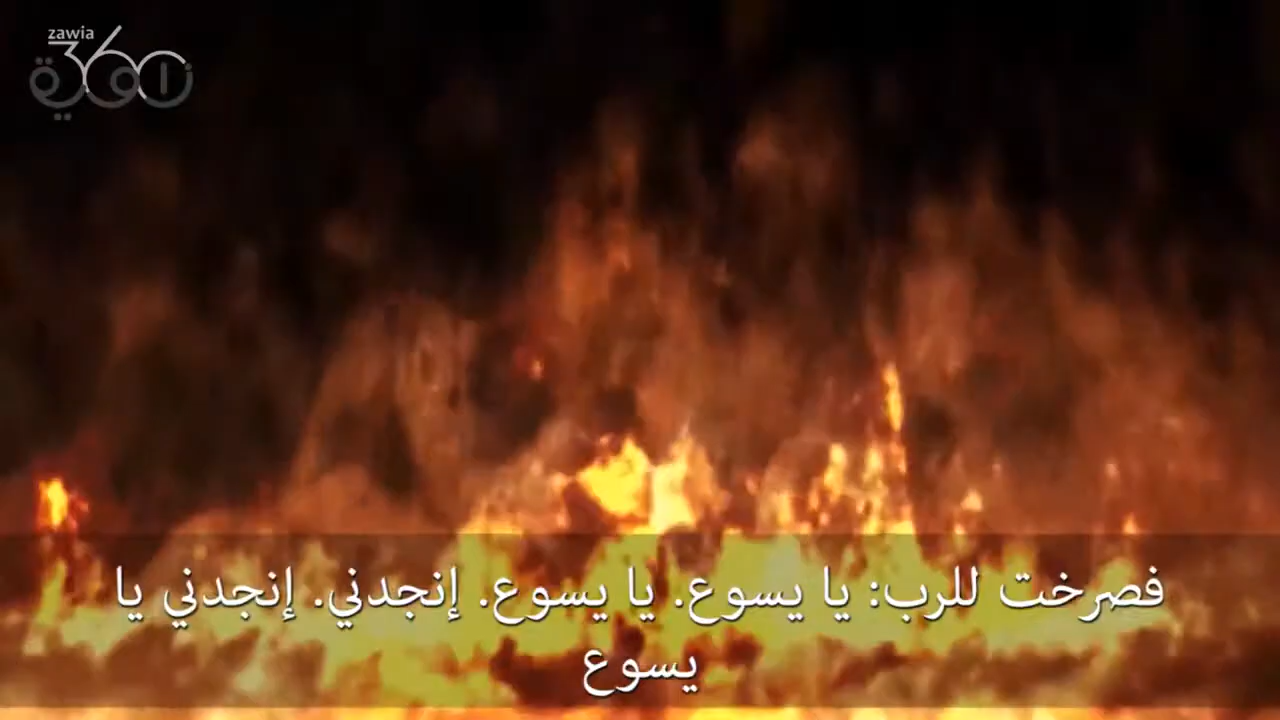 zawia
360
زاوية
فصرخت للرب: يا يسوع. يا يسوع. إنجدني. إنجدني يا
يسوع